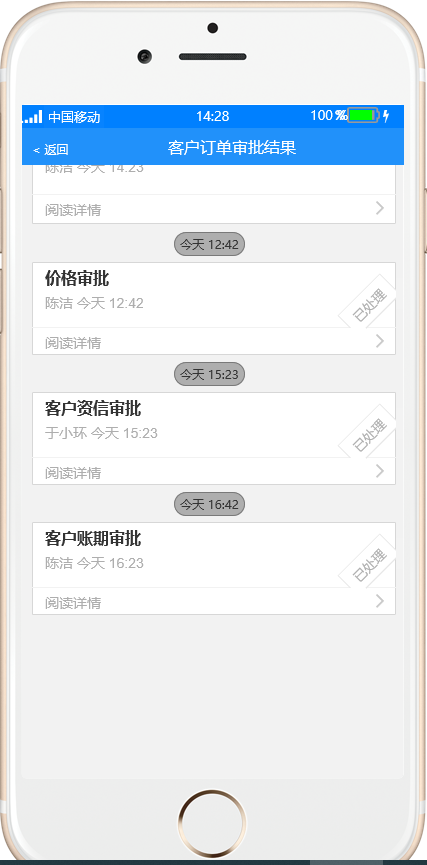 中国移动 14:28 100%
< 返回 客户订单审批结果
陈洁 今天 14:23
阅读详情
今天 12:42
价格审批
陈洁 今天 12:42
已处理
阅读详情
今天 15:23
客户资信审批
于小环 今天 15:23
已处理
阅读详情
今天 16:42
客户账期审批
陈洁 今天 16:23
已处理
阅读详情